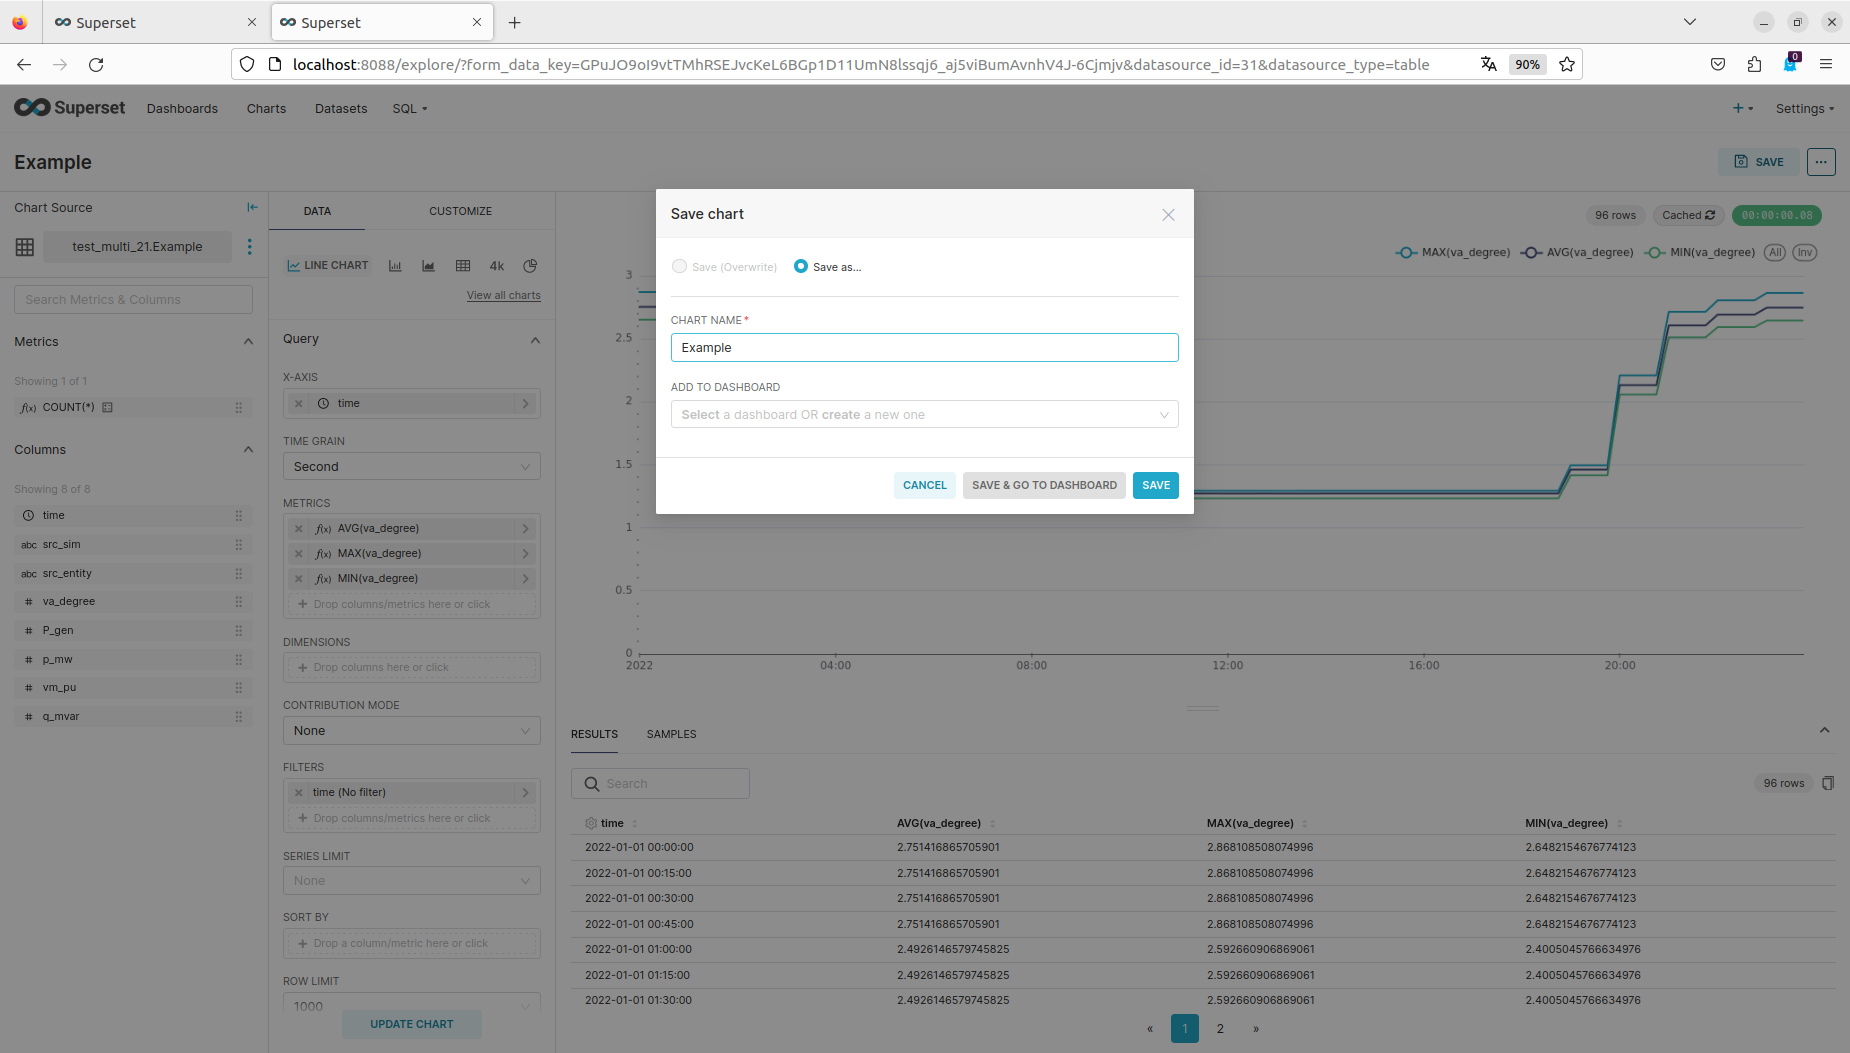 Superset
Superset
localhost:8088/explore/?form_data_key=GPuJO9oI9vtTMhRSEJvcKeL6BGp1D11UmN8lssqj6_aj5viBumAvnhV4J-6Cjmjv&datasource_id=31&datasource_type=table
90%
0
Superset
Dashboards
Charts
Datasets
SQL
Settings
Example
SAVE
Chart Source
test_multi_21.Example
Search Metrics & Columns
Metrics
Showing 1 of 1
f(x) COUNT(*)
Columns
Showing 8 of 8
time
abc src_sim
abc src_entity
# va_degree
# P_gen
# p_mw
# vm_pu
# q_mvar
DATA
CUSTOMIZE
LINE CHART
4k
View all charts
Query
X-AXIS
time
TIME GRAIN
Second
METRICS
f(x) AVG(va_degree)
f(x) MAX(va_degree)
f(x) MIN(va_degree)
Drop columns/metrics here or click
DIMENSIONS
Drop columns here or click
CONTRIBUTION MODE
None
FILTERS
time (No filter)
Drop columns/metrics here or click
SERIES LIMIT
None
SORT BY
Drop a column/metric here or click
ROW LIMIT
1000
UPDATE CHART
Save chart
Save (Overwrite)
Save as...
CHART NAME *
Example
ADD TO DASHBOARD
Select a dashboard OR create a new one
CANCEL
SAVE & GO TO DASHBOARD
SAVE
96 rows
Cached
00:00:00.08
MAX(va_degree)
AVG(va_degree)
MIN(va_degree)
All
Inv
3
2.5
2
1.5
1
0.5
0
2022
04:00
08:00
12:00
16:00
20:00
RESULTS
SAMPLES
Search
96 rows
time AVG(va_degree) MAX(va_degree) MIN(va_degree)
2022-01-01 00:00:00 2.751416865705901 2.868108508074996 2.6482154676774123
2022-01-01 00:15:00 2.751416865705901 2.868108508074996 2.6482154676774123
2022-01-01 00:30:00 2.751416865705901 2.868108508074996 2.6482154676774123
2022-01-01 00:45:00 2.751416865705901 2.868108508074996 2.6482154676774123
2022-01-01 01:00:00 2.4926146579745825 2.592660906869061 2.4005045766634976
2022-01-01 01:15:00 2.4926146579745825 2.592660906869061 2.4005045766634976
2022-01-01 01:30:00 2.4926146579745825 2.592660906869061 2.4005045766634976
« 1 2 »